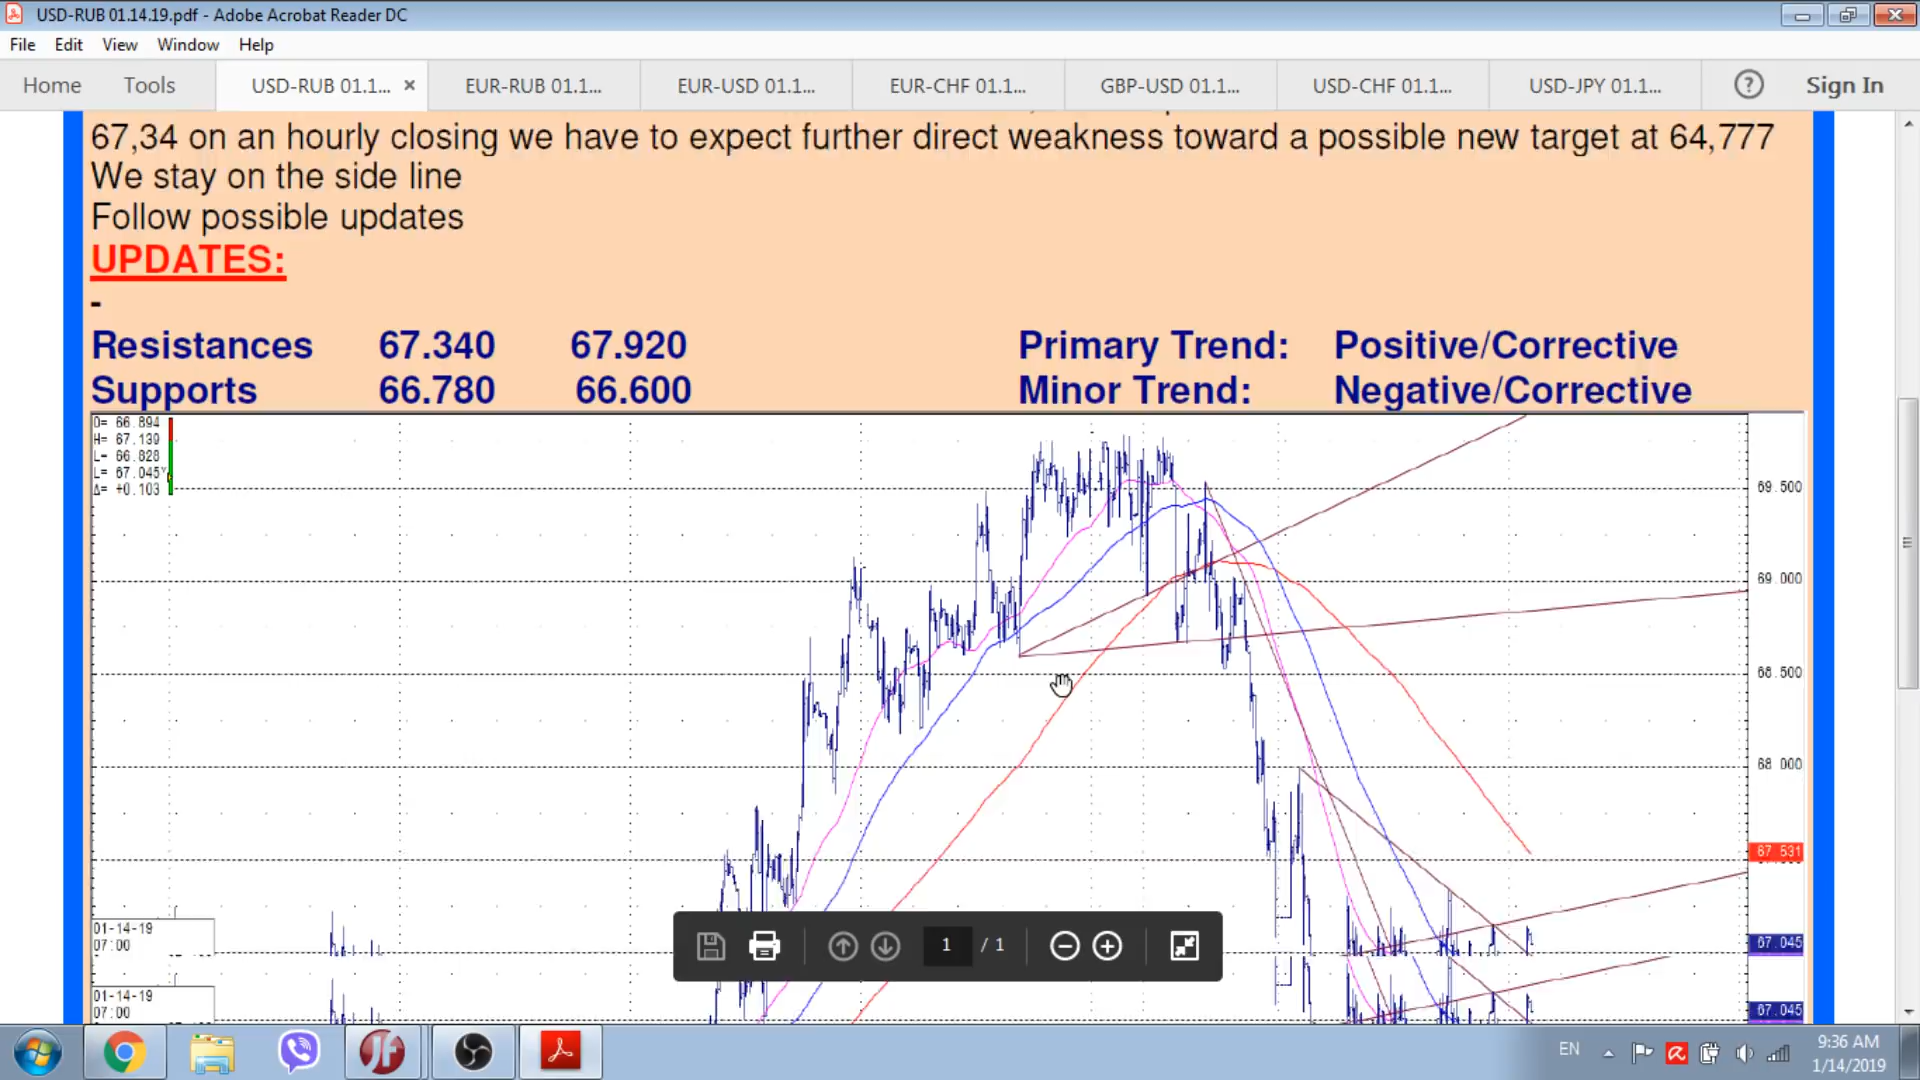 USD-RUB 01.14.19.pdf - Adobe Acrobat Reader DC
File Edit View Window Help
Home Tools USD-RUB 01.1... × EUR-RUB 01.1... EUR-USD 01.1... EUR-CHF 01.1... GBP-USD 01.1... USD-CHF 01.1... USD-JPY 01.1... ? Sign In
67,34 on an hourly closing we have to expect further direct weakness toward a possible new target at 64,777
We stay on the side line
Follow possible updates
UPDATES:
-
Resistances 67.340 67.920 Primary Trend: Positive/Corrective
Supports 66.780 66.600 Minor Trend: Negative/Corrective
O= 66.894
H= 67.139
L= 66.828
L= 67.045
Δ= +0.103
69.500
69.000
68.500
68.000
67.531
01-14-19
07:00
67.045
1 / 1
01-14-19
07:00
67.045
EN 9:36 AM
1/14/2019